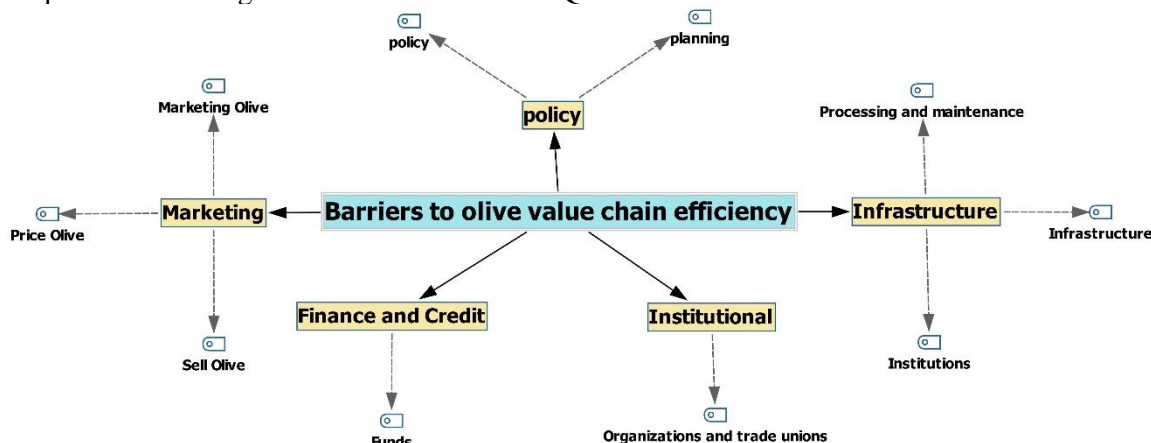 policy
planning
Marketing Olive
Processing and maintenance
policy
Price Olive
Marketing
Barriers to olive value chain efficiency
Infrastructure
Infrastructure
Finance and Credit
Institutional
Sell Olive
Institutions
Funds
Organizations and trade unions